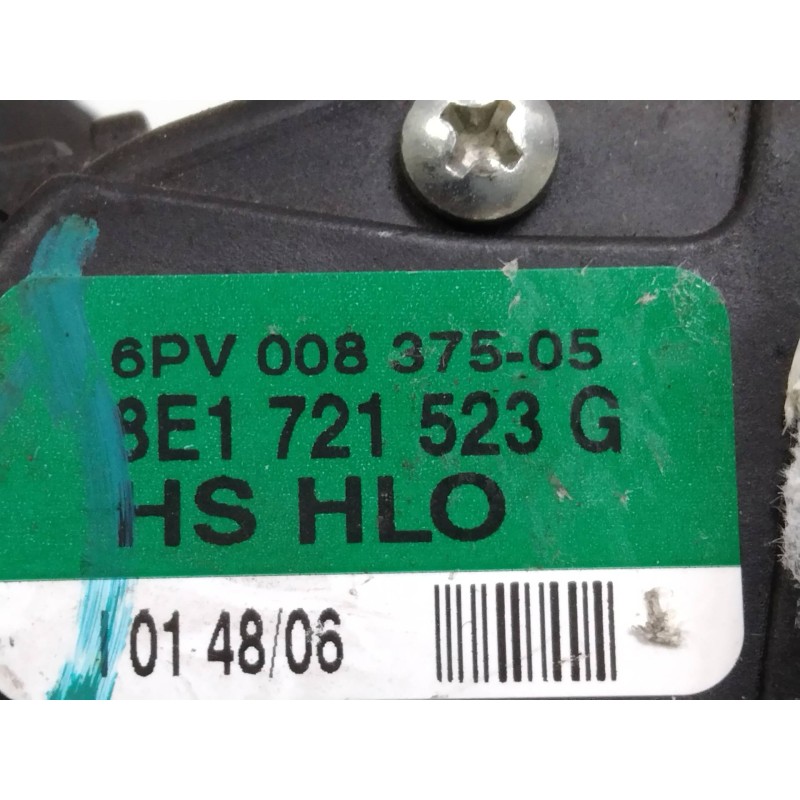 6PV 008 375-05
8E1 721 523 G
HS HLO
I 01 48/06